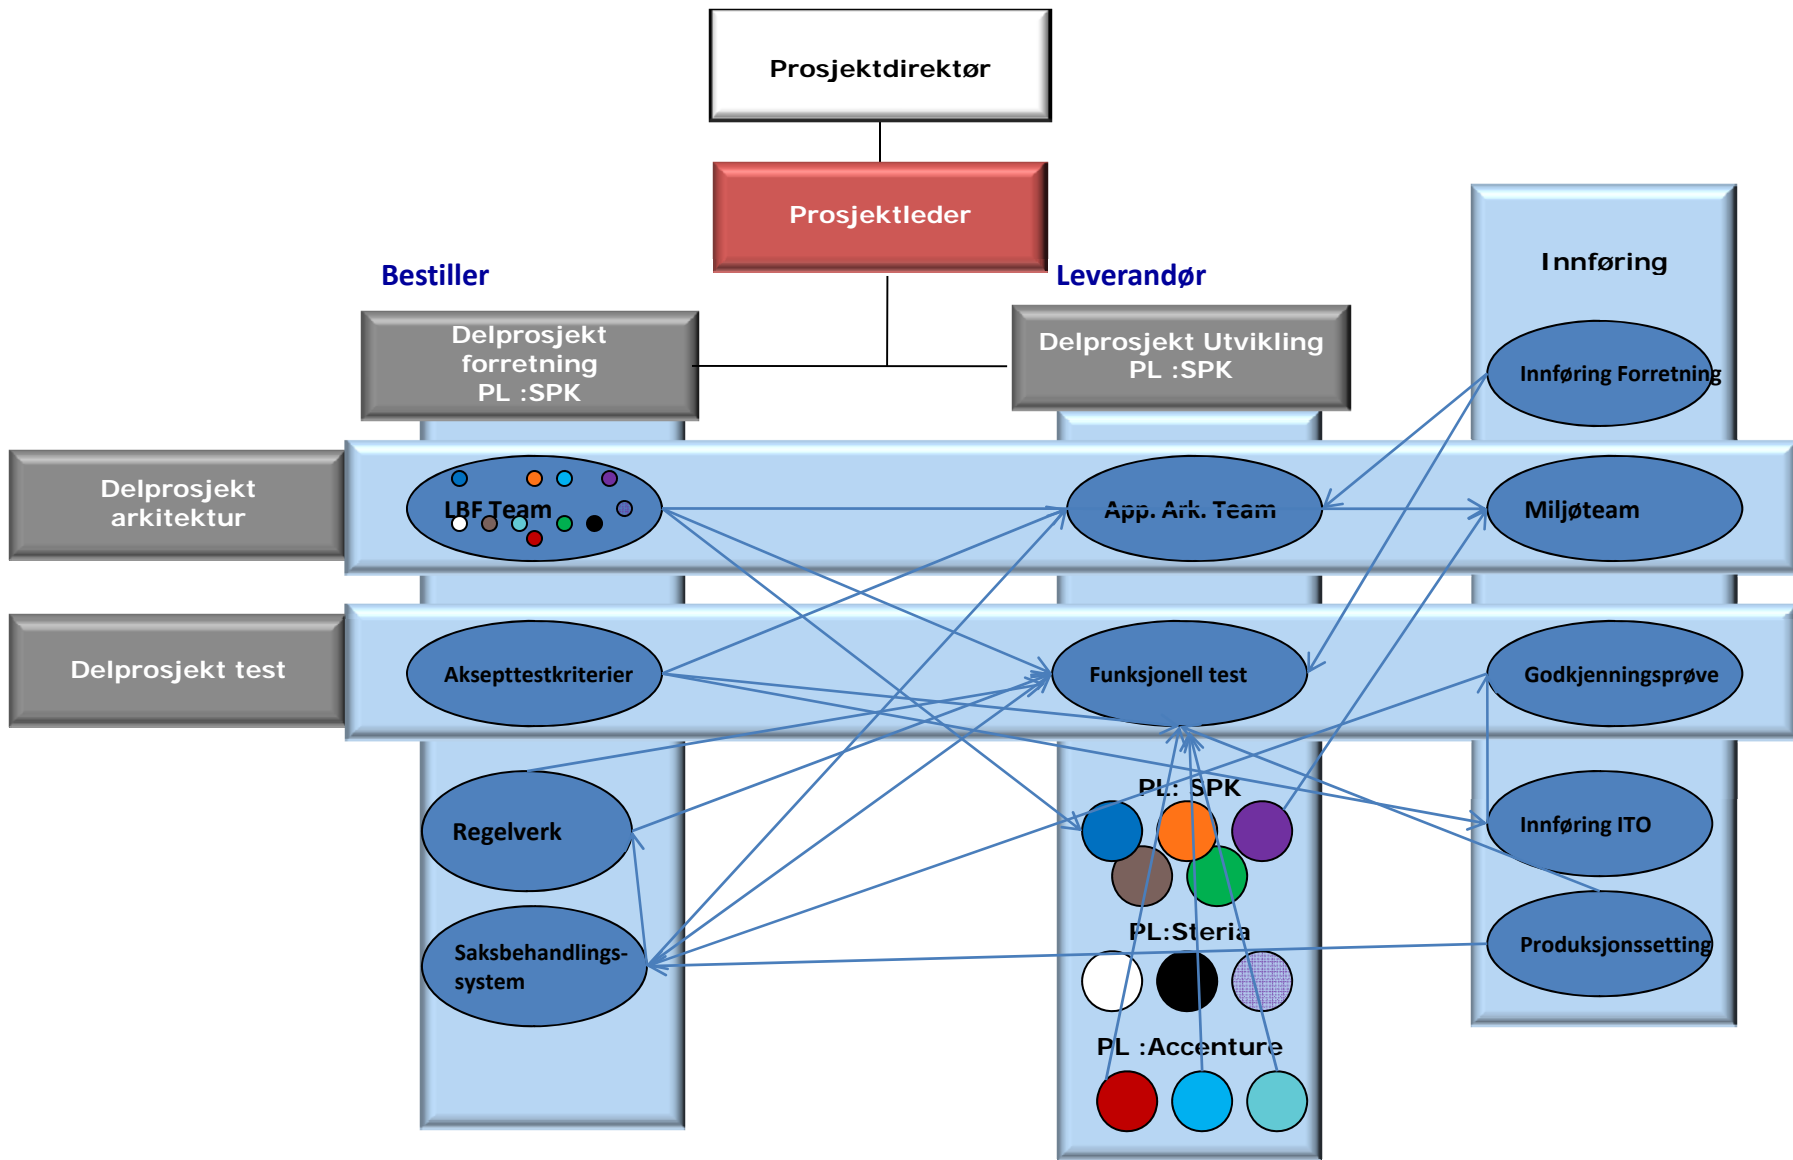 Prosjektdirektør
Prosjektleder
Bestiller
Leverandør
Innføring
Delprosjekt
forretning
PL :SPK
Delprosjekt Utvikling
PL :SPK
Innføring Forretning
Delprosjekt
arkitektur
LBF Team
App. Ark. Team
Miljøteam
Delprosjekt test
Aksepttestkriterier
Funksjonell test
Godkjenningsprøve
PL: SPK
Regelverk
Innføring ITO
PL:Steria
Saksbehandlings-
system
Produksjonssetting
PL :Accenture